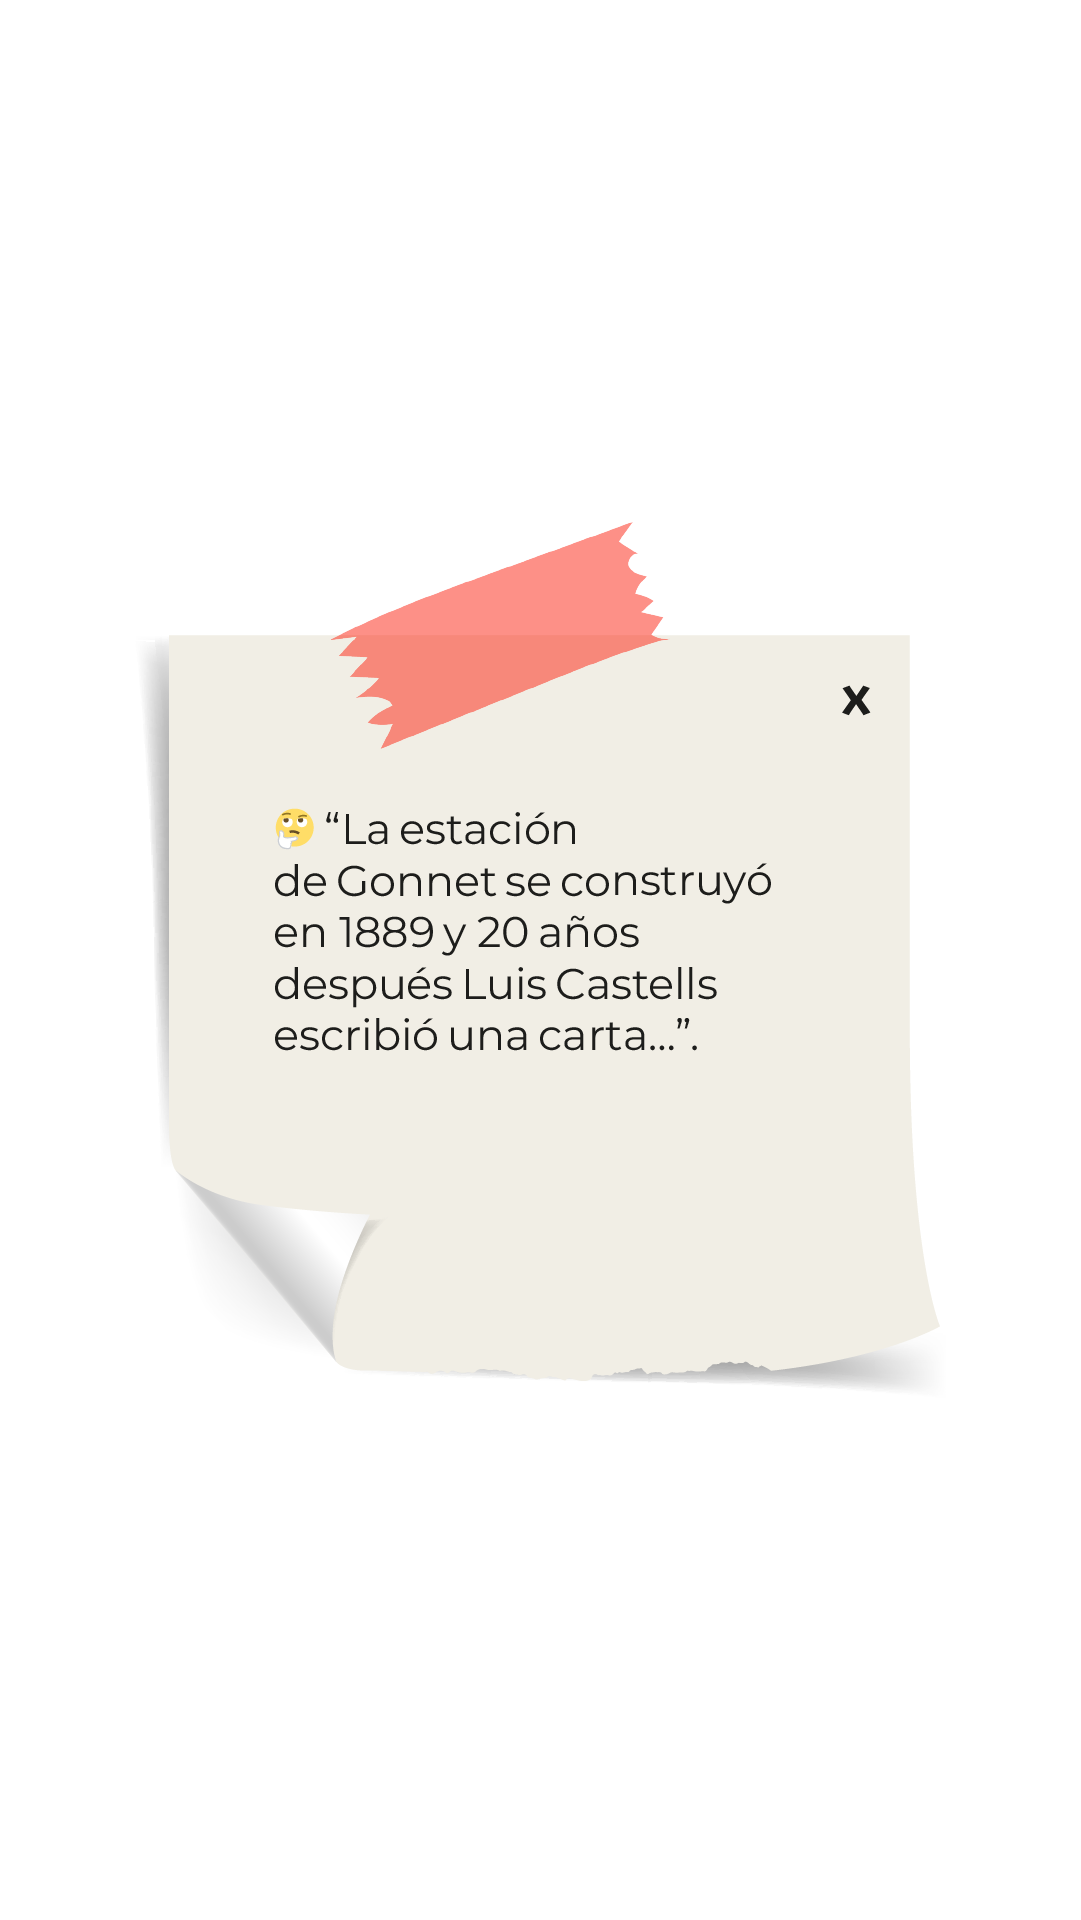 x
🤔 “La estación
de Gonnet se construyó
en 1889 y 20 años
después Luis Castells
escribió una carta...”.